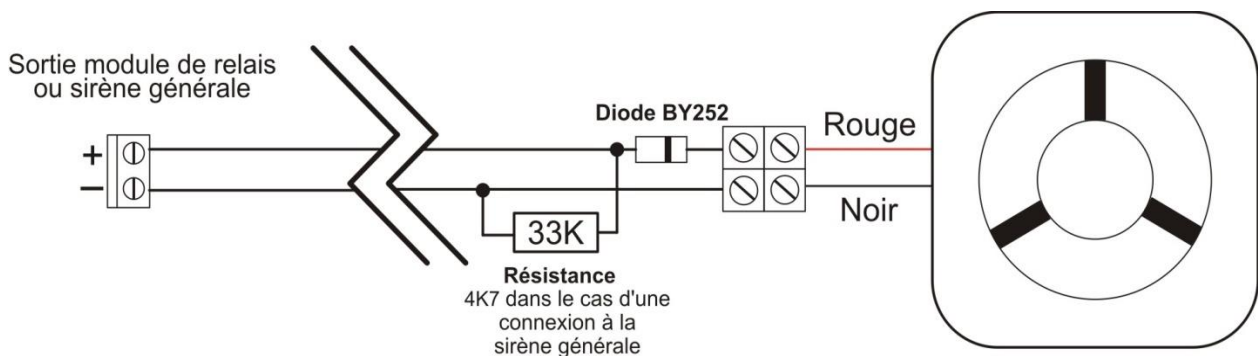 Sortie module de relais
ou sirène générale
+
−
Diode BY252
Rouge
Noir
33K
Résistance
4K7 dans le cas d'une
connexion à la
sirène générale